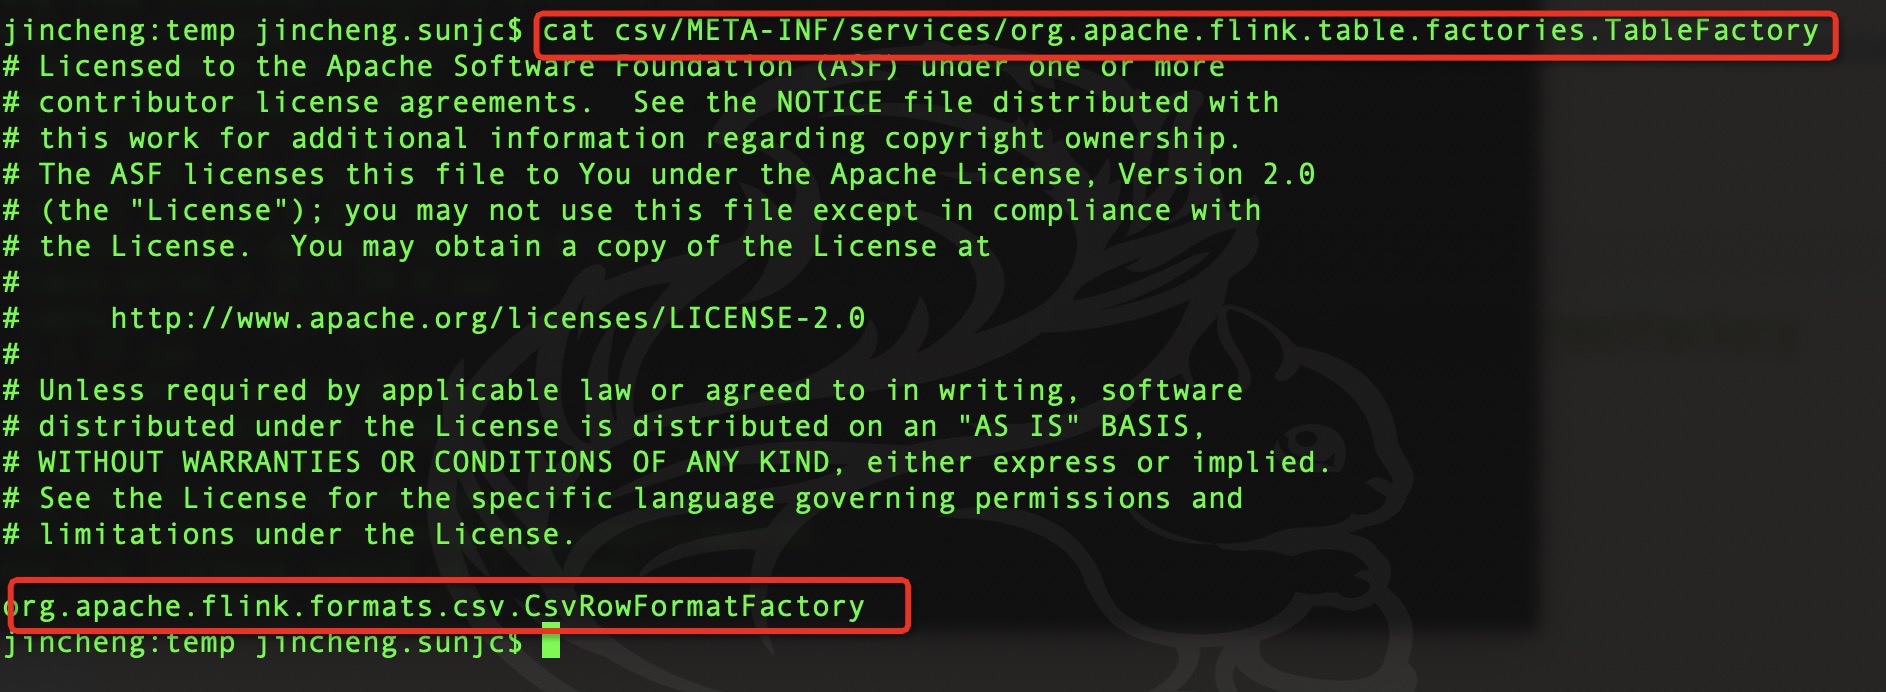 jincheng:temp jincheng.sunjc$ cat csv/META-INF/services/org.apache.flink.table.factories.TableFactory
# Licensed to the Apache Software Foundation (ASF) under one or more
# contributor license agreements.  See the NOTICE file distributed with
# this work for additional information regarding copyright ownership.
# The ASF licenses this file to You under the Apache License, Version 2.0
# (the "License"); you may not use this file except in compliance with
# the License.  You may obtain a copy of the License at
#
#     http://www.apache.org/licenses/LICENSE-2.0
#
# Unless required by applicable law or agreed to in writing, software
# distributed under the License is distributed on an "AS IS" BASIS,
# WITHOUT WARRANTIES OR CONDITIONS OF ANY KIND, either express or implied.
# See the License for the specific language governing permissions and
# limitations under the License.
org.apache.flink.formats.csv.CsvRowFormatFactory
jincheng:temp jincheng.sunjc$